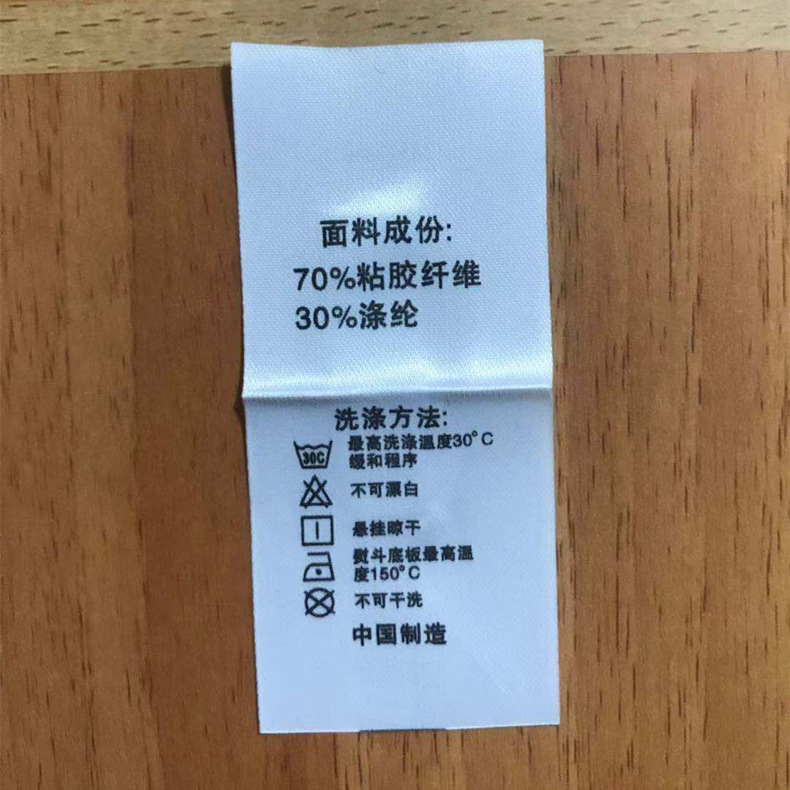 面料成份:
70%粘胶纤维
30%涤纶
洗涤方法:
30C
最高洗涤温度30°C
缓和程序
不可漂白
悬挂晾干
熨斗底板最高温
度150°C
不可干洗
中国制造